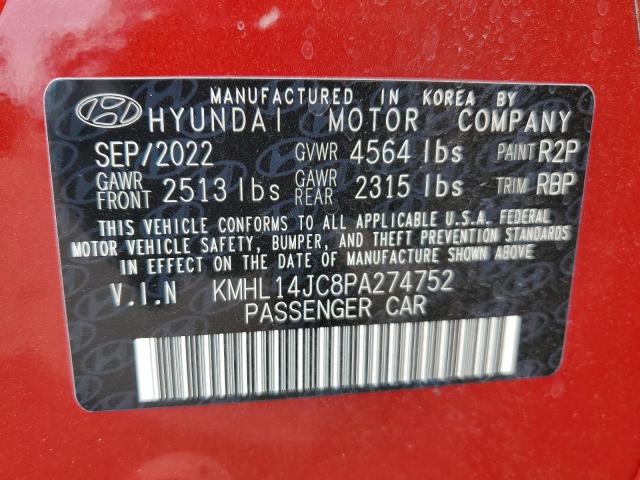 MANUFACTURED IN KOREA BY
HYUNDAI MOTOR COMPANY
SEP/2022 GVWR 4564 lbs PAINT R2P
GAWR FRONT 2513 lbs GAWR REAR 2315 lbs TRIM RBP
THIS VEHICLE CONFORMS TO ALL APPLICABLE U.S.A. FEDERAL
MOTOR VEHICLE SAFETY, BUMPER, AND THEFT PREVENTION STANDARDS
IN EFFECT ON THE DATE OF MANUFACTURE SHOWN ABOVE.
V.I.N KMHL14JC8PA274752
PASSENGER CAR